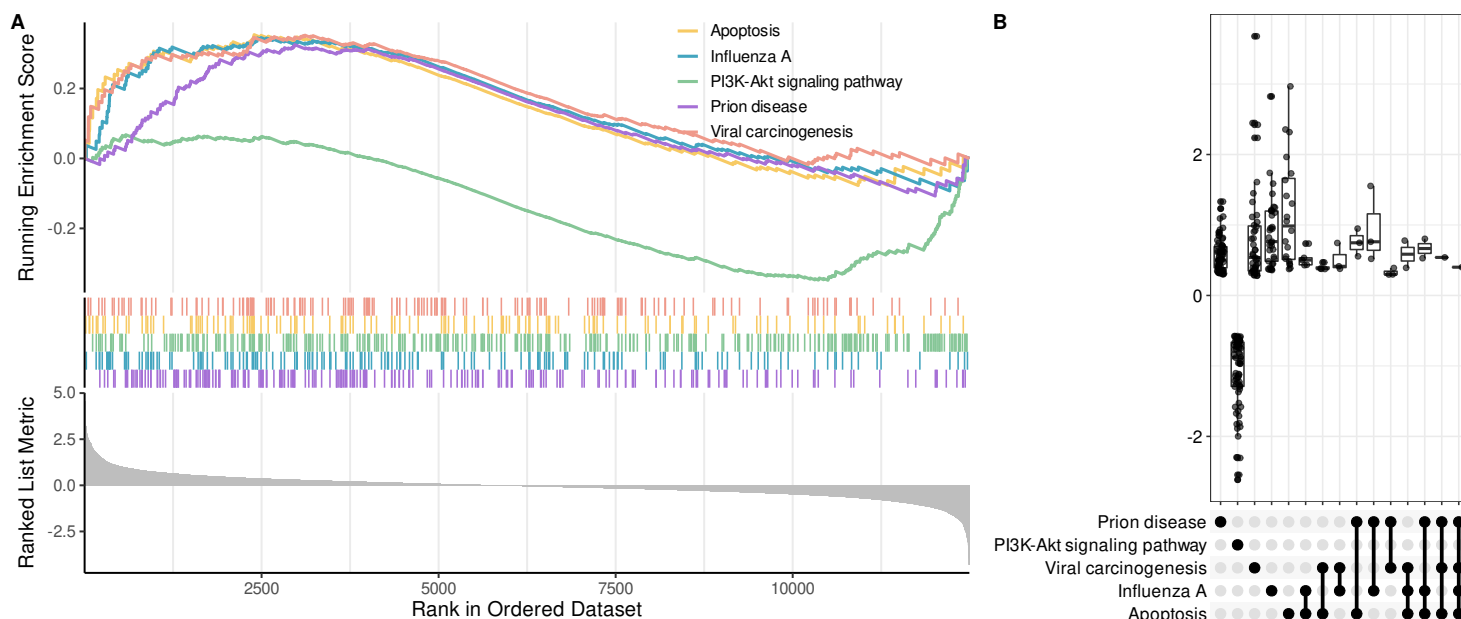 A
Running Enrichment Score
0.2
0.0
-0.2
Apoptosis
Influenza A
PI3K-Akt signaling pathway
Prion disease
Viral carcinogenesis
Ranked List Metric
5.0
2.5
0.0
-2.5
2500
5000
7500
10000
Rank in Ordered Dataset
B
2
0
-2
Prion disease
PI3K-Akt signaling pathway
Viral carcinogenesis
Influenza A
Apoptosis